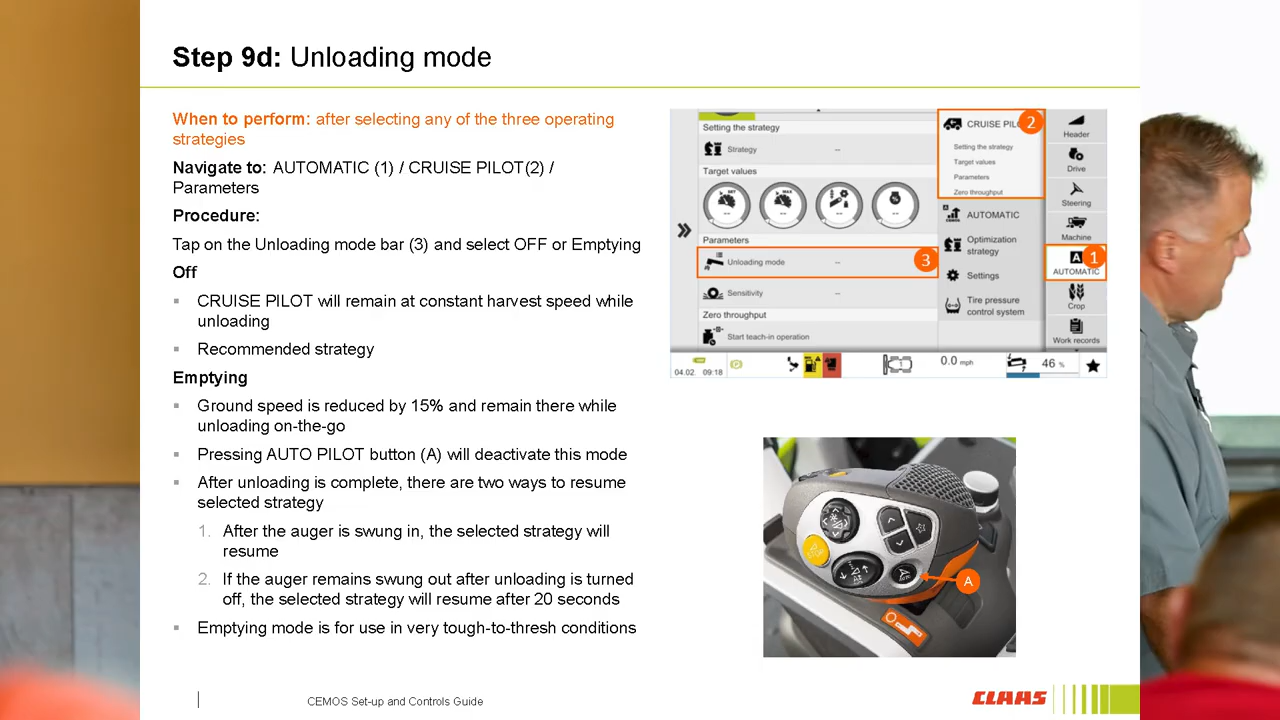 Step 9d: Unloading mode
When to perform: after selecting any of the three operating
strategies
Navigate to: AUTOMATIC (1) / CRUISE PILOT(2) /
Parameters
Procedure:
Tap on the Unloading mode bar (3) and select OFF or Emptying
Off
▪ CRUISE PILOT will remain at constant harvest speed while
unloading
▪ Recommended strategy
Emptying
▪ Ground speed is reduced by 15% and remain there while
unloading on-the-go
▪ Pressing AUTO PILOT button (A) will deactivate this mode
▪ After unloading is complete, there are two ways to resume
selected strategy
1. After the auger is swung in, the selected strategy will
resume
2. If the auger remains swung out after unloading is turned
off, the selected strategy will resume after 20 seconds
▪ Emptying mode is for use in very tough-to-thresh conditions
Setting the strategy
Strategy --
Target values
SET
MAX
-- -- -- --
Parameters
Unloading mode -- 3
Sensitivity --
Zero throughput
Start teach-in operation
CRUISE PIL 2
Setting the strategy
Target values
Parameters
Zero throughput
AUTOMATIC
Optimization
strategy
Settings
Tire pressure
control system
Header
Drive
Steering
Machine
A 1
AUTOMATIC
Crop
Work records
04.02. 09:18
1
0.0 mph
46 %
A
CEMOS Set-up and Controls Guide
CLAAS